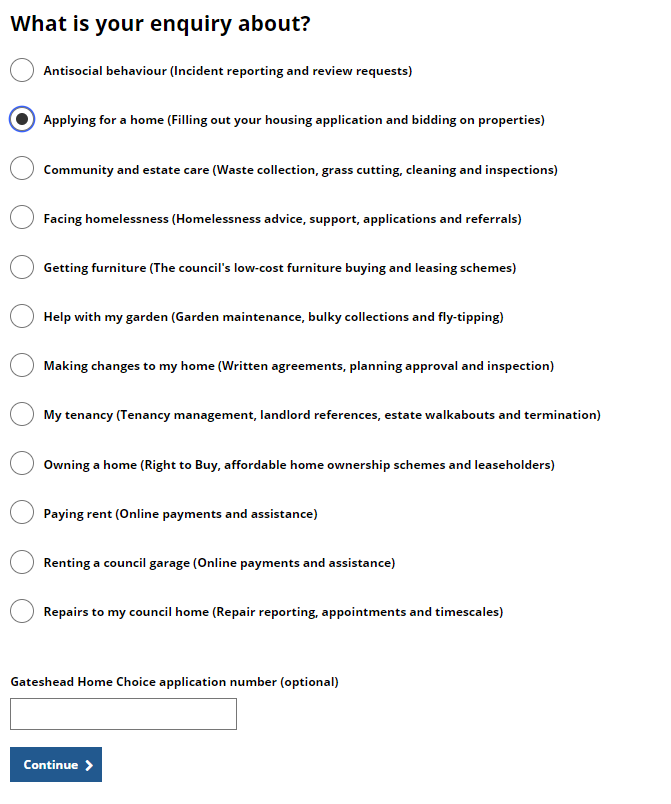 What is your enquiry about?
Antisocial behaviour (Incident reporting and review requests)
Applying for a home (Filling out your housing application and bidding on properties)
Community and estate care (Waste collection, grass cutting, cleaning and inspections)
Facing homelessness (Homelessness advice, support, applications and referrals)
Getting furniture (The council's low-cost furniture buying and leasing schemes)
Help with my garden (Garden maintenance, bulky collections and fly-tipping)
Making changes to my home (Written agreements, planning approval and inspection)
My tenancy (Tenancy management, landlord references, estate walkabouts and termination)
Owning a home (Right to Buy, affordable home ownership schemes and leaseholders)
Paying rent (Online payments and assistance)
Renting a council garage (Online payments and assistance)
Repairs to my council home (Repair reporting, appointments and timescales)
Gateshead Home Choice application number (optional)
Continue